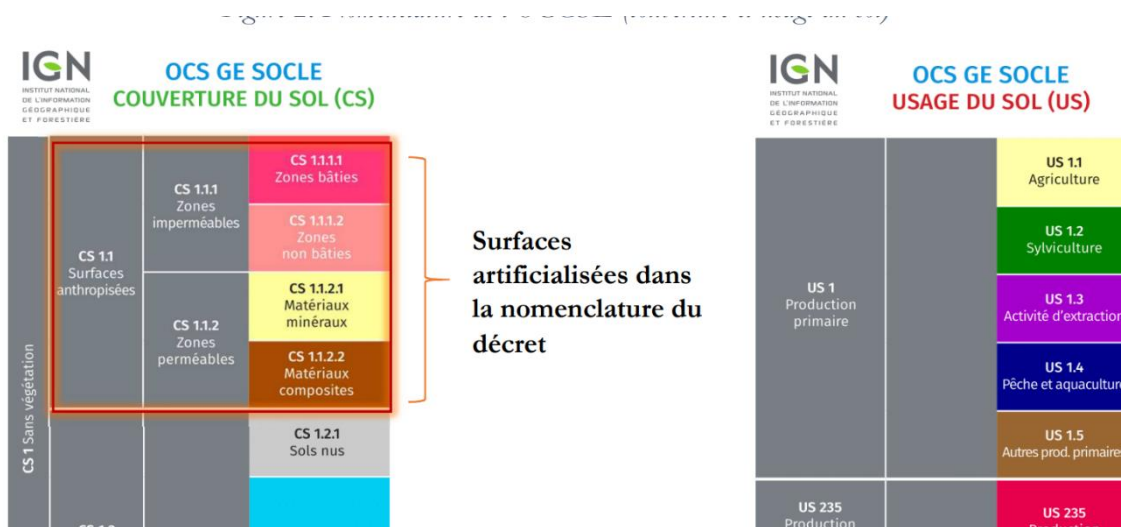 IGN
INSTITUT NATIONAL
DE L'INFORMATION
GÉOGRAPHIQUE
ET FORESTIÈRE
OCS GE SOCLE
COUVERTURE DU SOL (CS)
CS 1 Sans végétation
CS 1.1
Surfaces
anthropisées
CS 1.1.1
Zones
imperméables
CS 1.1.2
Zones
perméables
CS 1.1.1.1
Zones bâties
CS 1.1.1.2
Zones
non bâties
CS 1.1.2.1
Matériaux
minéraux
CS 1.1.2.2
Matériaux
composites
CS 1.2.1
Sols nus
Surfaces
artificialisées dans
la nomenclature du
décret
IGN
INSTITUT NATIONAL
DE L'INFORMATION
GÉOGRAPHIQUE
ET FORESTIÈRE
OCS GE SOCLE
USAGE DU SOL (US)
US 1
Production
primaire
US 1.1
Agriculture
US 1.2
Sylviculture
US 1.3
Activité d'extraction
US 1.4
Pêche et aquaculture
US 1.5
Autres prod. primaires
US 235
Production
US 235
Production